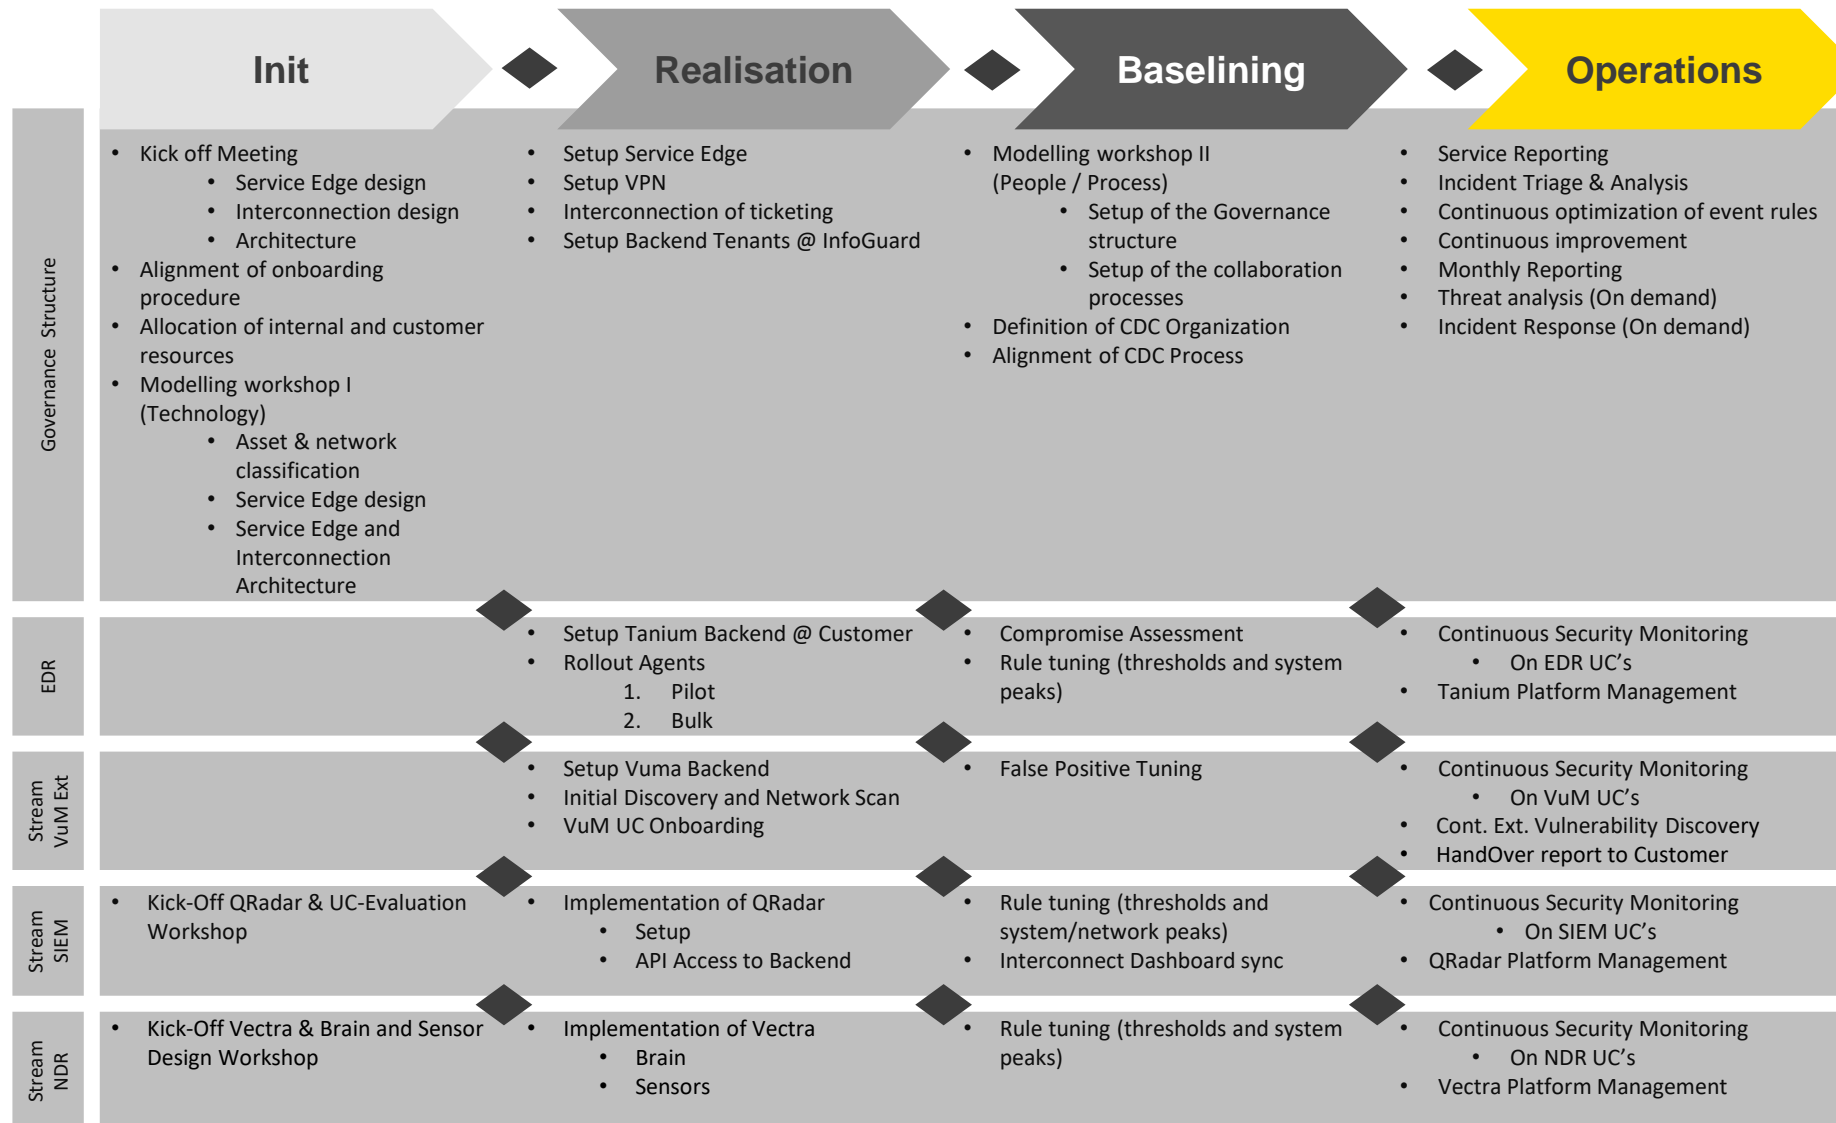 Init
Realisation
Baselining
Operations
Governance Structure
• Kick off Meeting
• Service Edge design
• Interconnection design
• Architecture
• Alignment of onboarding
procedure
• Allocation of internal and customer
resources
• Modelling workshop I
(Technology)
• Asset & network
classification
• Service Edge design
• Service Edge and
Interconnection
Architecture
• Setup Service Edge
• Setup VPN
• Interconnection of ticketing
• Setup Backend Tenants @ InfoGuard
• Modelling workshop II
(People / Process)
• Setup of the Governance
structure
• Setup of the collaboration
processes
• Definition of CDC Organization
• Alignment of CDC Process
• Service Reporting
• Incident Triage & Analysis
• Continuous optimization of event rules
• Continuous improvement
• Monthly Reporting
• Threat analysis (On demand)
• Incident Response (On demand)
EDR
• Setup Tanium Backend @ Customer
• Rollout Agents
1. Pilot
2. Bulk
• Compromise Assessment
• Rule tuning (thresholds and system
peaks)
• Continuous Security Monitoring
• On EDR UC's
• Tanium Platform Management
Stream
VuM Ext
• Setup Vuma Backend
• Initial Discovery and Network Scan
• VuM UC Onboarding
• False Positive Tuning
• Continuous Security Monitoring
• On VuM UC's
• Cont. Ext. Vulnerability Discovery
• HandOver report to Customer
Stream
SIEM
• Kick-Off QRadar & UC-Evaluation
Workshop
• Implementation of QRadar
• Setup
• API Access to Backend
• Rule tuning (thresholds and
system/network peaks)
• Interconnect Dashboard sync
• Continuous Security Monitoring
• On SIEM UC's
• QRadar Platform Management
Stream
NDR
• Kick-Off Vectra & Brain and Sensor
Design Workshop
• Implementation of Vectra
• Brain
• Sensors
• Rule tuning (thresholds and system
peaks)
• Continuous Security Monitoring
• On NDR UC's
• Vectra Platform Management